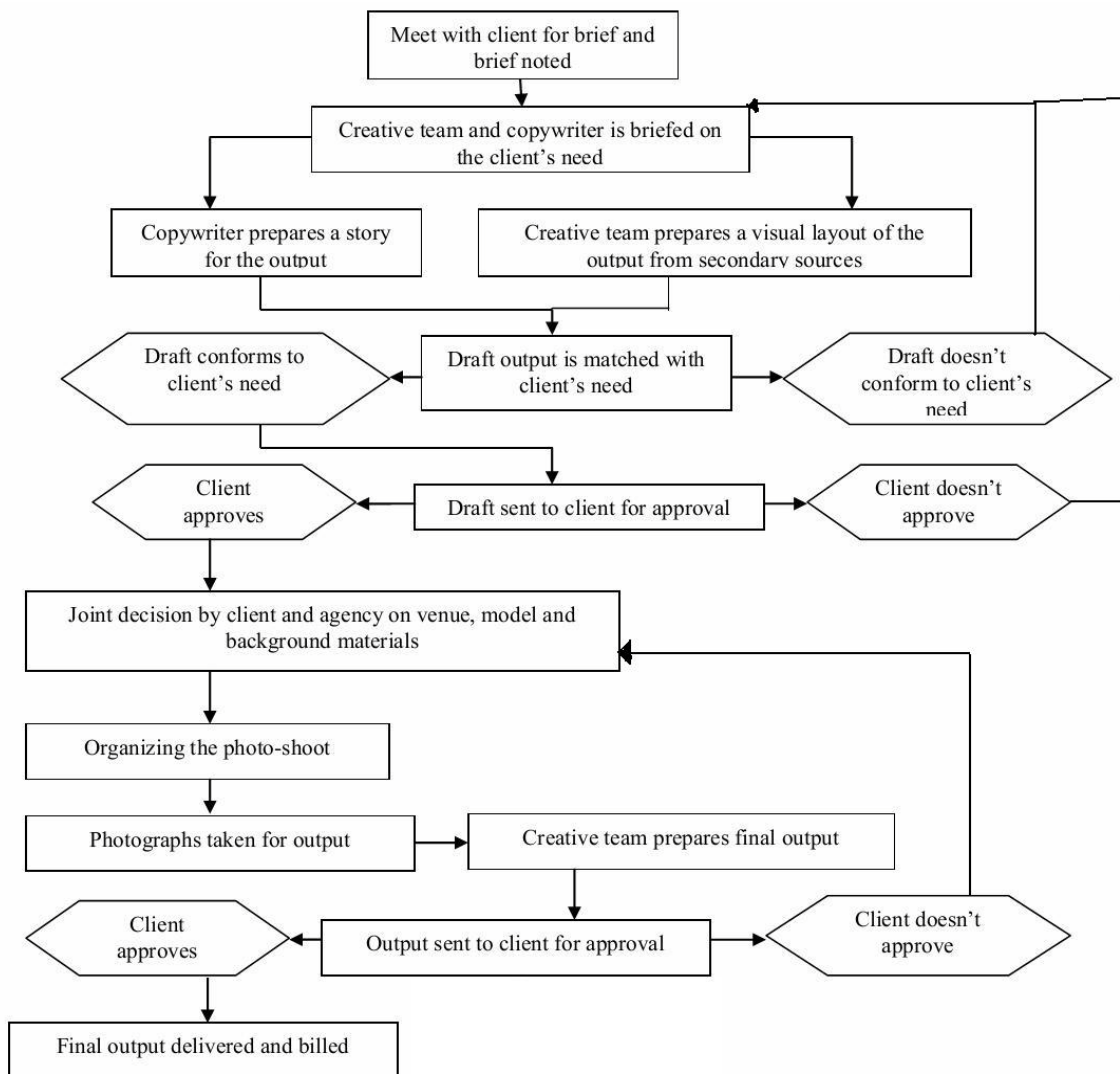 Meet with client for brief and
brief noted
Creative team and copywriter is briefed on
the client's need
Copywriter prepares a story
for the output
Creative team prepares a visual layout of the
output from secondary sources
Draft conforms to
client's need
Draft output is matched with
client's need
Draft doesn't
conform to client's
need
Client
approves
Draft sent to client for approval
Client doesn't
approve
Joint decision by client and agency on venue, model and
background materials
Organizing the photo-shoot
Photographs taken for output
Creative team prepares final output
Client
approves
Output sent to client for approval
Client doesn't
approve
Final output delivered and billed